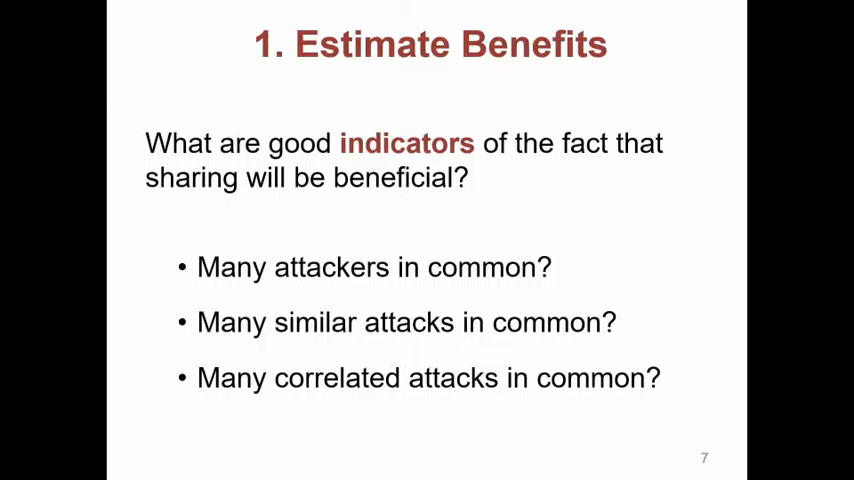 1. Estimate Benefits
What are good indicators of the fact that
sharing will be beneficial?
• Many attackers in common?
• Many similar attacks in common?
• Many correlated attacks in common?
7